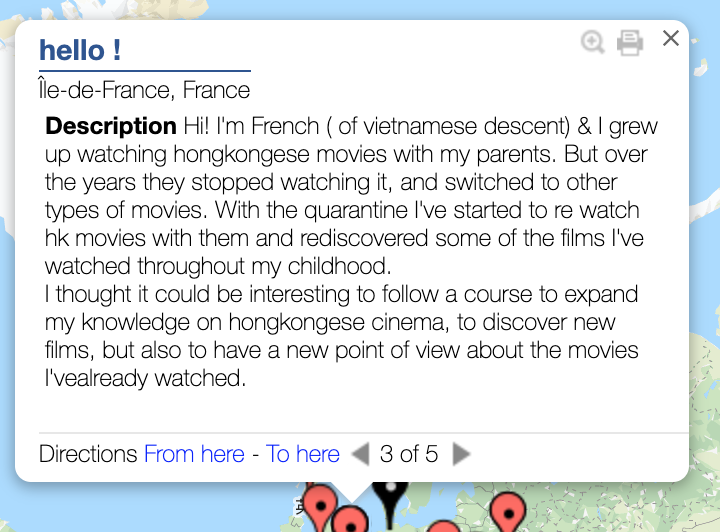 hello !
Île-de-France, France
Description Hi! I'm French ( of vietnamese descent) & I grew
up watching hongkongese movies with my parents. But over
the years they stopped watching it, and switched to other
types of movies. With the quarantine I've started to re watch
hk movies with them and rediscovered some of the films I've
watched throughout my childhood.
I thought it could be interesting to follow a course to expand
my knowledge on hongkongese cinema, to discover new
films, but also to have a new point of view about the movies
I'vealready watched.
Directions From here - To here 3 of 5